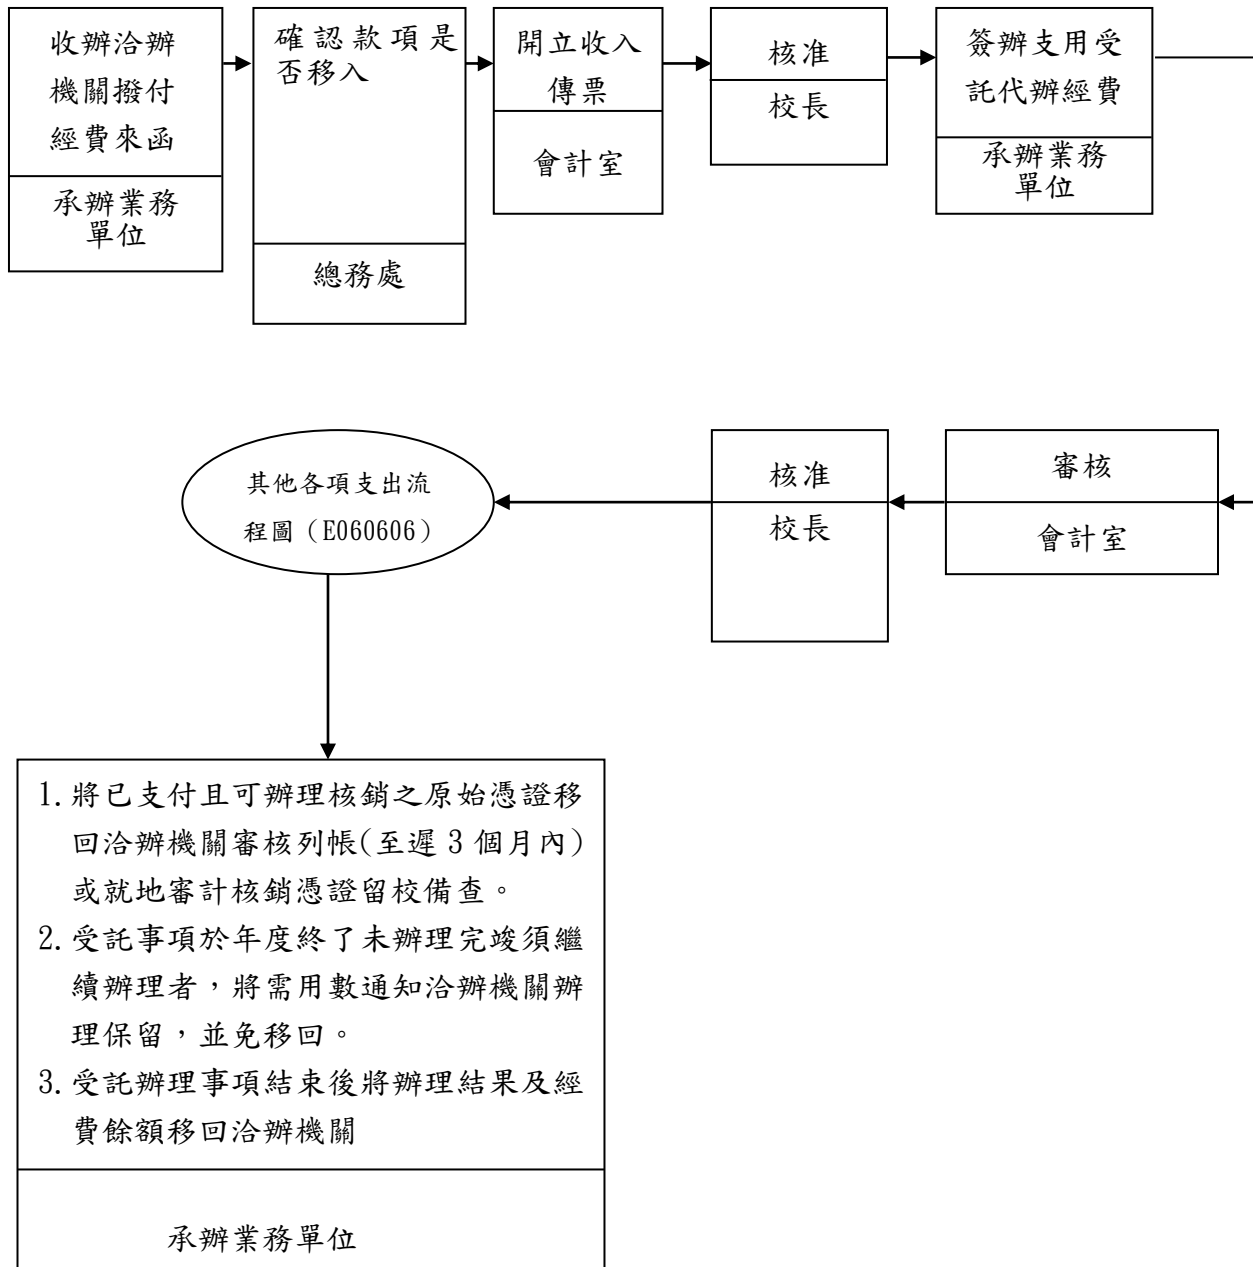 收辦洽辦
機關撥付
經費來函
承辦業務
單位
確認款項是
否移入
總務處
開立收入
傳票
會計室
核准
校長
簽辦支用受
託代辦經費
承辦業務
單位
審核
會計室
核准
校長
其他各項支出流
程圖（E060606）
1. 將已支付且可辦理核銷之原始憑證移
回洽辦機關審核列帳(至遲 3 個月內)
或就地審計核銷憑證留校備查。
2. 受託事項於年度終了未辦理完竣須繼
續辦理者，將需用數通知洽辦機關辦
理保留，並免移回。
3. 受託辦理事項結束後將辦理結果及經
費餘額移回洽辦機關
承辦業務單位